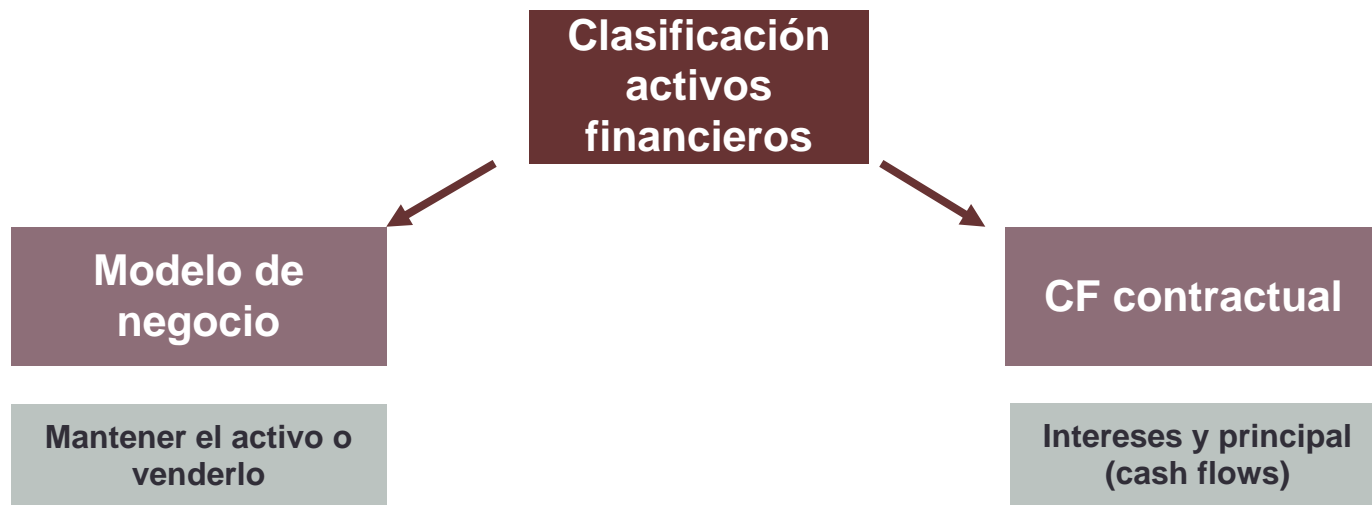 Clasificación
activos
financieros
Modelo de
negocio
CF contractual
Mantener el activo o
venderlo
Intereses y principal
(cash flows)